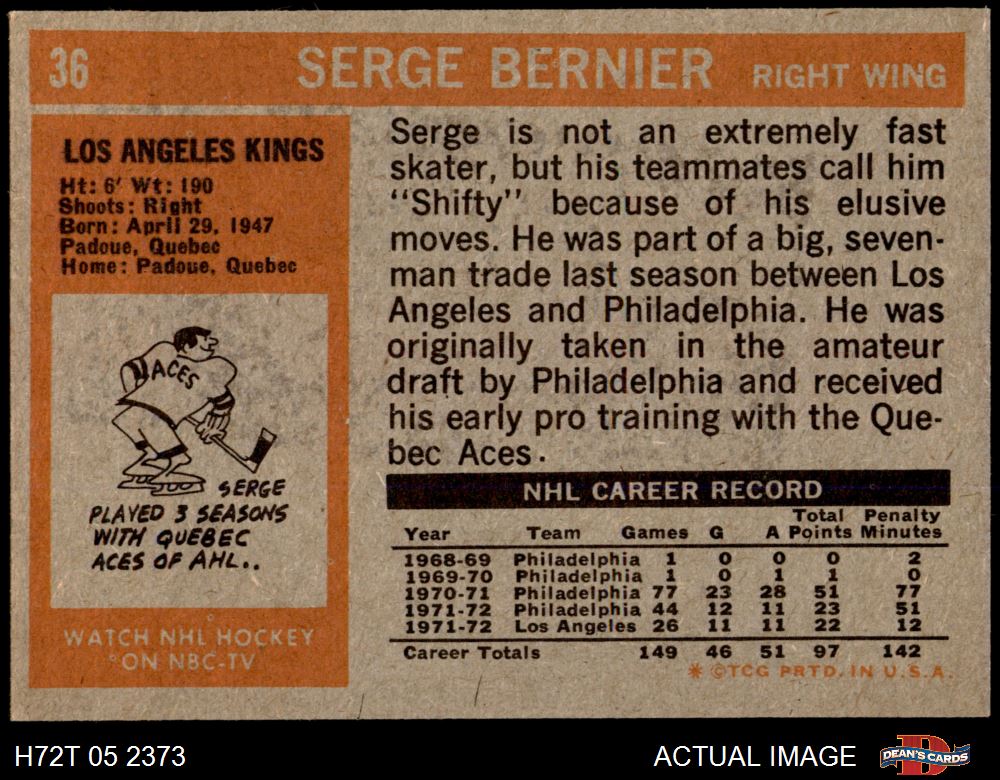 36 SERGE BERNIER RIGHT WING
LOS ANGELES KINGS
Ht: 6' Wt: 190
Shoots: Right
Born: April 29, 1947
Padoue, Quebec
Home: Padoue, Quebec
ACES
SERGE
PLAYED 3 SEASONS
WITH QUEBEC
ACES OF AHL..
WATCH NHL HOCKEY
ON NBC-TV
Serge is not an extremely fast
skater, but his teammates call him
"Shifty" because of his elusive
moves. He was part of a big, seven-
man trade last season between Los
Angeles and Philadelphia. He was
originally taken in the amateur
draft by Philadelphia and received
his early pro training with the Que-
bec Aces.
NHL CAREER RECORD
Total Penalty
Year Team Games G A Points Minutes
1968-69 Philadelphia 1 0 0 0 2
1969-70 Philadelphia 1 0 1 1 0
1970-71 Philadelphia 77 23 28 51 77
1971-72 Philadelphia 44 12 11 23 51
1971-72 Los Angeles 26 11 11 22 12
Career Totals 149 46 51 97 142
* ©TCG PRTD. IN U.S.A.
H72T 05 2373
ACTUAL IMAGE
DEAN'S CARDS